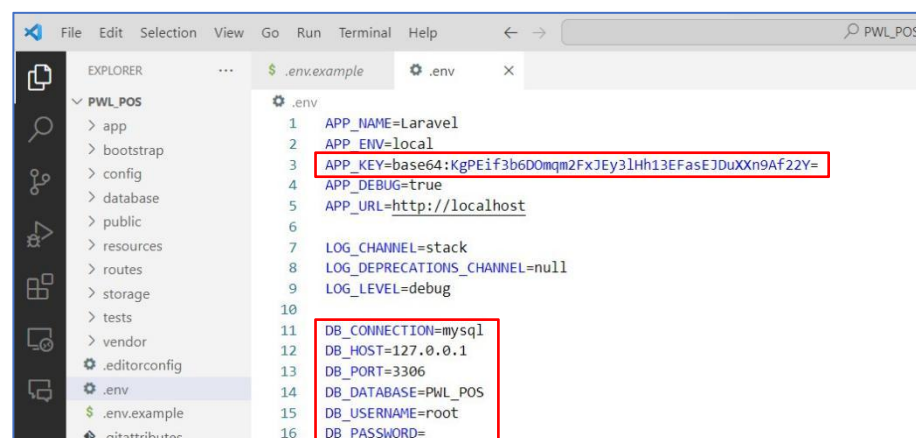 File Edit Selection View Go Run Terminal Help ← → PWL_POS
EXPLORER ... $ .env.example .env ×
PWL_POS
> app
> bootstrap
> config
> database
> public
> resources
> routes
> storage
> tests
> vendor
.editorconfig
.env
$ .env.example
.gitattributes
.env
1 APP_NAME=Laravel
2 APP_ENV=local
3 APP_KEY=base64:KgPEif3b6DOmqm2FxJEy3lHh13EFasEJDuXXn9Af22Y=
4 APP_DEBUG=true
5 APP_URL=http://localhost
6
7 LOG_CHANNEL=stack
8 LOG_DEPRECATIONS_CHANNEL=null
9 LOG_LEVEL=debug
10
11 DB_CONNECTION=mysql
12 DB_HOST=127.0.0.1
13 DB_PORT=3306
14 DB_DATABASE=PWL_POS
15 DB_USERNAME=root
16 DB_PASSWORD=